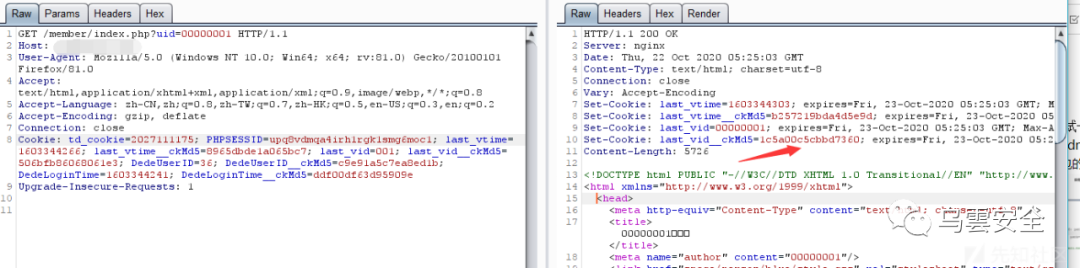 Raw Params Headers Hex
1 GET /member/index.php?uid=00000001 HTTP/1.1
2 Host:
3 User-Agent: Mozilla/5.0 (Windows NT 10.0; Win64; x64; rv:81.0) Gecko/20100101
Firefox/81.0
4 Accept:
text/html,application/xhtml+xml,application/xml;q=0.9,image/webp,*/*;q=0.8
5 Accept-Language: zh-CN,zh;q=0.8,zh-TW;q=0.7,zh-HK;q=0.5,en-US;q=0.3,en;q=0.2
6 Accept-Encoding: gzip, deflate
7 Connection: close
8 Cookie: td_cookie=2027111175; PHPSESSID=upq8vdmqa4irhlrgklsmg6moc1; last_vtime=
1603344266; last_vtime__ckMd5=8965dbde1a065bc7; last_vid=001; last_vid__ckMd5=
506bfb86068061e3; DedeUserID=36; DedeUserID__ckMd5=c9e91a5c7ea8ed1b;
DedeLoginTime=1603344241; DedeLoginTime__ckMd5=ddf00df63d95909e
9 Upgrade-Insecure-Requests: 1
10
11
Raw Headers Hex Render
1 HTTP/1.1 200 OK
2 Server: nginx
3 Date: Thu, 22 Oct 2020 05:25:03 GMT
4 Content-Type: text/html; charset=utf-8
5 Connection: close
6 Vary: Accept-Encoding
7 Set-Cookie: last_vtime=1603344303; expires=Fri, 23-Oct-2020 05:25:03 GMT; M
8 Set-Cookie: last_vtime__ckMd5=b257219bda4d5e9d; expires=Fri, 23-Oct-2020 05
9 Set-Cookie: last_vid=00000001; expires=Fri, 23-Oct-2020 05:25:03 GMT; Max-A
10 Set-Cookie: last_vid__ckMd5=1c5a00c5cbbd7360; expires=Fri, 23-Oct-2020 05:2
11 Content-Length: 5726
12
13 <!DOCTYPE html PUBLIC "-//W3C//DTD XHTML 1.0 Transitional//EN" "http://www.
14 <html xmlns="http://www.w3.org/1999/xhtml">
15 <head>
16 <meta http-equiv="Content-Type" content="
17 <title>
00000001□□□
</title>
18 <meta name="author" content="00000001"/>
乌雲安全